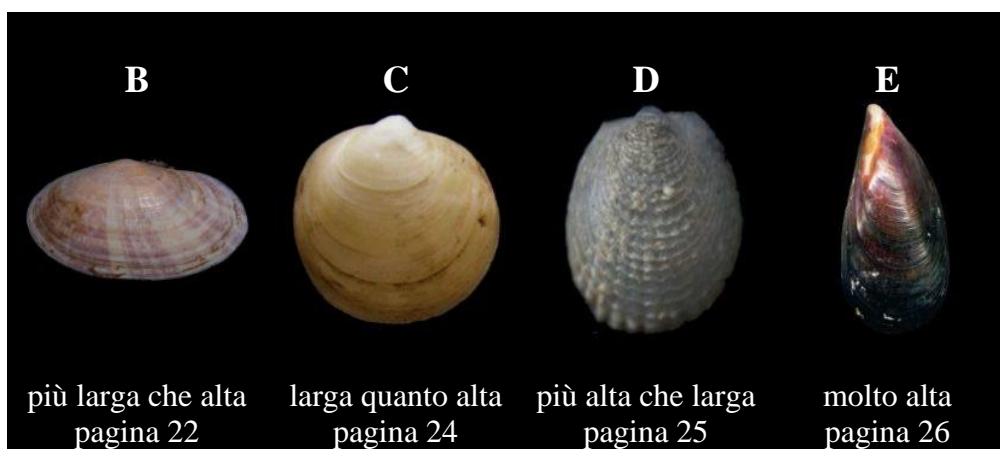 B
C
D
E
più larga che alta
pagina 22
larga quanto alta
pagina 24
più alta che larga
pagina 25
molto alta
pagina 26